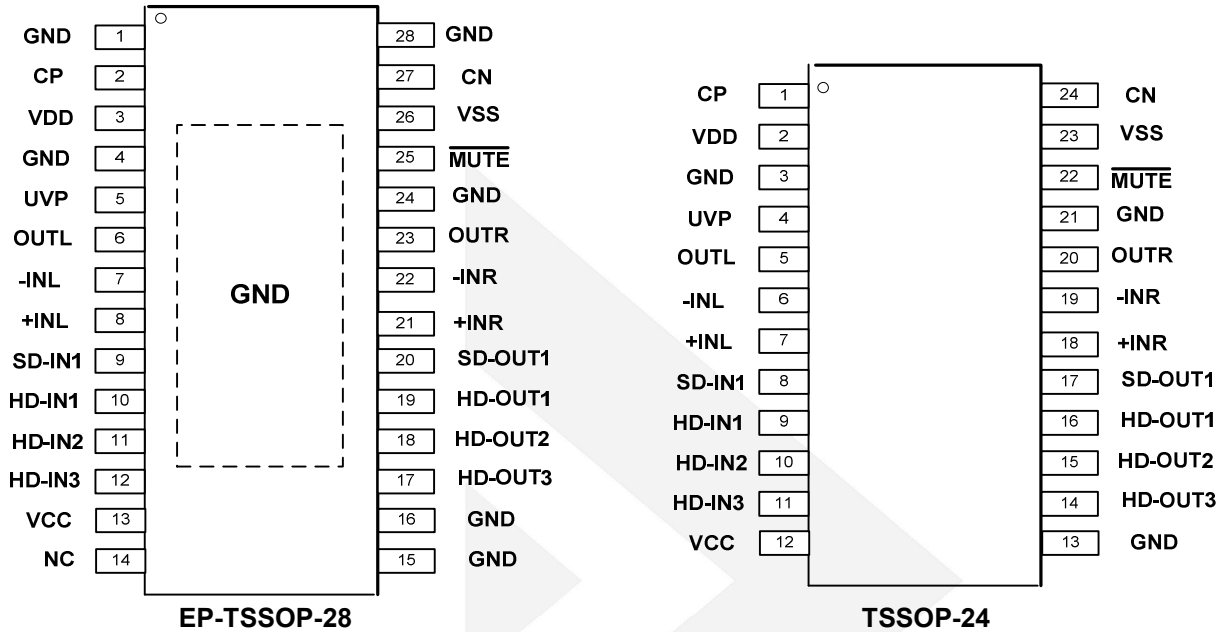 GND 1 28 GND
CP 2 27 CN
VDD 3 26 VSS
GND 4 25 MUTE
UVP 5 24 GND
OUTL 6 23 OUTR
-INL 7 22 -INR
+INL 8 21 +INR
SD-IN1 9 20 SD-OUT1
HD-IN1 10 19 HD-OUT1
HD-IN2 11 18 HD-OUT2
HD-IN3 12 17 HD-OUT3
VCC 13 16 GND
NC 14 15 GND
GND
EP-TSSOP-28
CP 1 24 CN
VDD 2 23 VSS
GND 3 22 MUTE
UVP 4 21 GND
OUTL 5 20 OUTR
-INL 6 19 -INR
+INL 7 18 +INR
SD-IN1 8 17 SD-OUT1
HD-IN1 9 16 HD-OUT1
HD-IN2 10 15 HD-OUT2
HD-IN3 11 14 HD-OUT3
VCC 12 13 GND
TSSOP-24